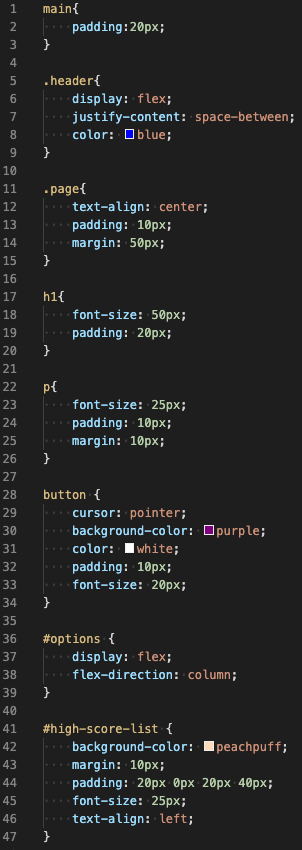 1 main{
2     padding:20px;
3 }
4
5 .header{
6     display: flex;
7     justify-content: space-between;
8     color: blue;
9 }
10
11 .page{
12     text-align: center;
13     padding: 10px;
14     margin: 50px;
15 }
16
17 h1{
18     font-size: 50px;
19     padding: 20px;
20 }
21
22 p{
23     font-size: 25px;
24     padding: 10px;
25     margin: 10px;
26 }
27
28 button {
29     cursor: pointer;
30     background-color: purple;
31     color: white;
32     padding: 10px;
33     font-size: 20px;
34 }
35
36 #options {
37     display: flex;
38     flex-direction: column;
39 }
40
41 #high-score-list {
42     background-color: peachpuff;
43     margin: 10px;
44     padding: 20px 0px 20px 40px;
45     font-size: 25px;
46     text-align: left;
47 }